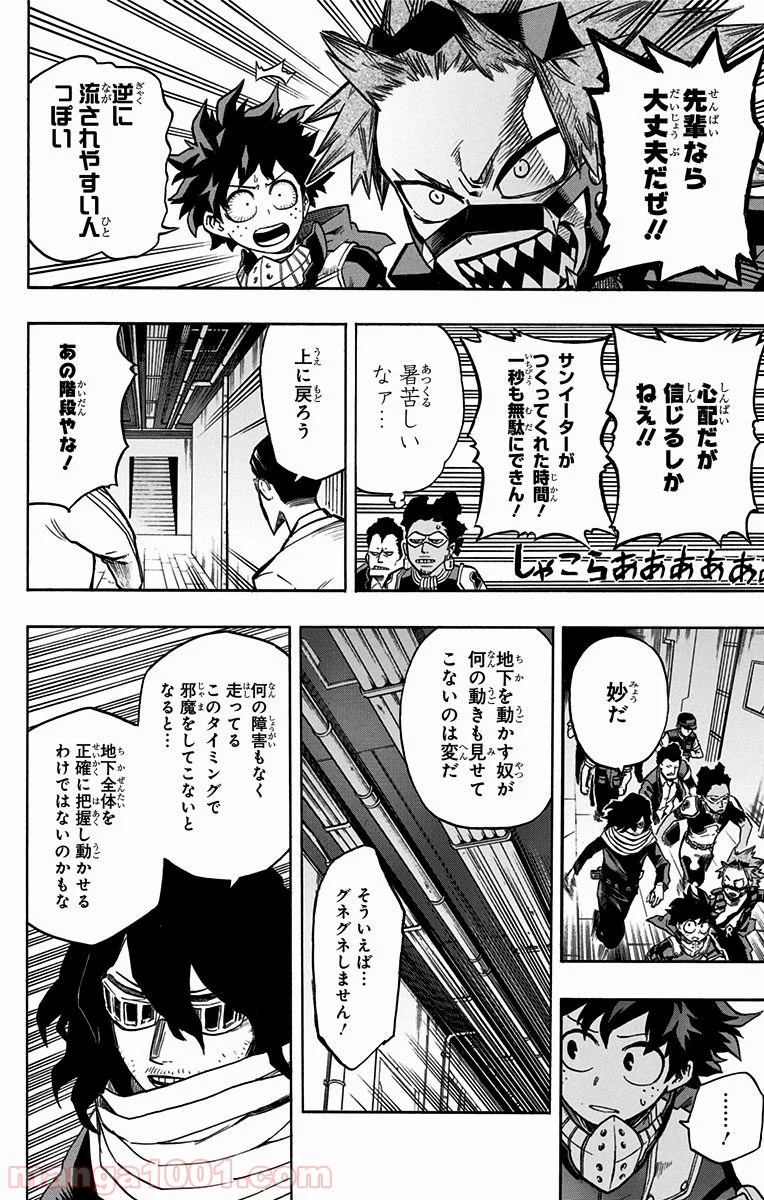 先輩なら
大丈夫だぜ!!
逆に
流されやすい人
っぽい
心配だが
信じるしか
ねぇ!!
サンイーターが
つくってくれた時間!
一秒も無駄にできん!
暑苦しい
なァ…
しゃこらあああああぁ
上に戻ろう
あの階段やな!
妙だ
………
地下を動かす奴が
何の動きも見せて
こないのは変だ
そういえば…
グネグネしません!
何の障害もなく
走ってる
このタイミングで
邪魔をしてこないと
なると…
地下全体を
正確に把握し動かせる
わけではないのかもな
manga1001.com